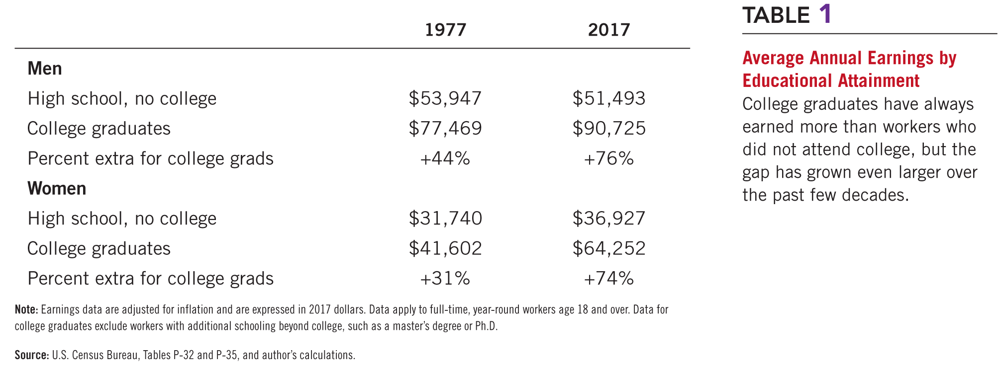 1977 2017
Men
High school, no college $53,947 $51,493
College graduates $77,469 $90,725
Percent extra for college grads +44% +76%
Women
High school, no college $31,740 $36,927
College graduates $41,602 $64,252
Percent extra for college grads +31% +74%
Note: Earnings data are adjusted for inflation and are expressed in 2017 dollars. Data apply to full-time, year-round workers age 18 and over. Data for
college graduates exclude workers with additional schooling beyond college, such as a master’s degree or Ph.D.
Source: U.S. Census Bureau, Tables P-32 and P-35, and author’s calculations.
TABLE 1
Average Annual Earnings by
Educational Attainment
College graduates have always
earned more than workers who
did not attend college, but the
gap has grown even larger over
the past few decades.